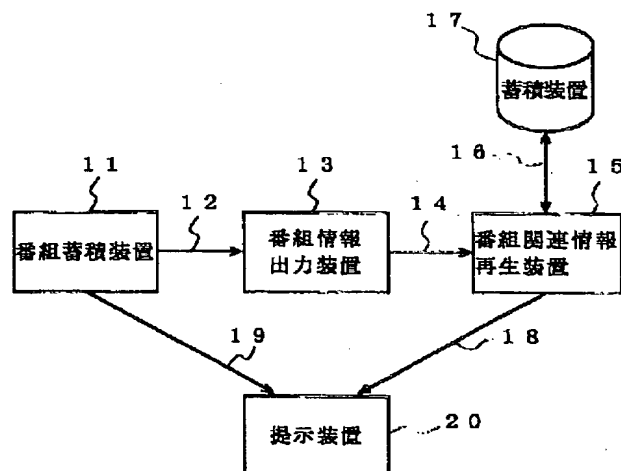 17
蓄積装置
16
15
11
12
13
14
番組蓄積装置
番組情報
出力装置
番組関連情報
再生装置
19
18
提示装置
20